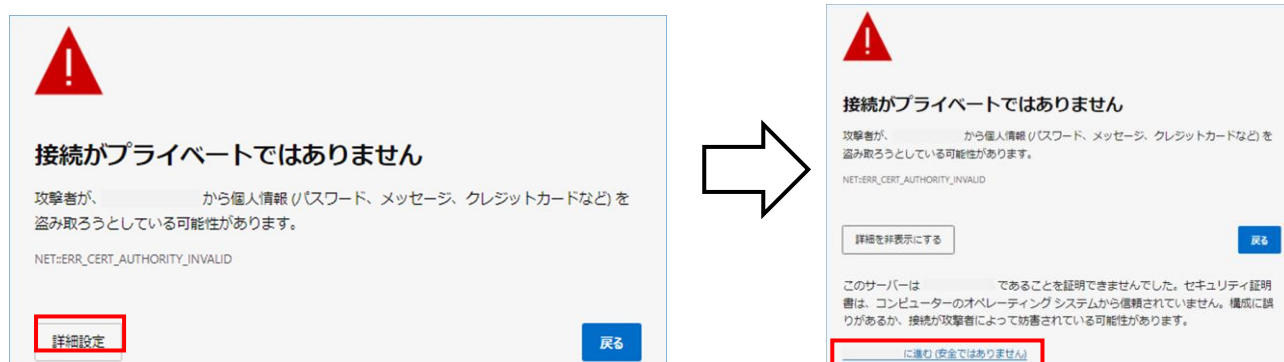 接続がプライベートではありません
攻撃者が、 から個人情報 (パスワード、メッセージ、クレジットカードなど) を
盗み取ろうとしている可能性があります。
NET::ERR_CERT_AUTHORITY_INVALID
詳細設定
戻る
接続がプライベートではありません
攻撃者が、 から個人情報 (パスワード、メッセージ、クレジットカードなど) を
盗み取ろうとしている可能性があります。
NET::ERR_CERT_AUTHORITY_INVALID
詳細を非表示にする
戻る
このサーバーは であることを証明できませんでした。セキュリティ証明
書は、コンピューターのオペレーティング システムから信頼されていません。構成に誤
りがあるか、接続が攻撃者によって妨害されている可能性があります。
に進む (安全ではありません)